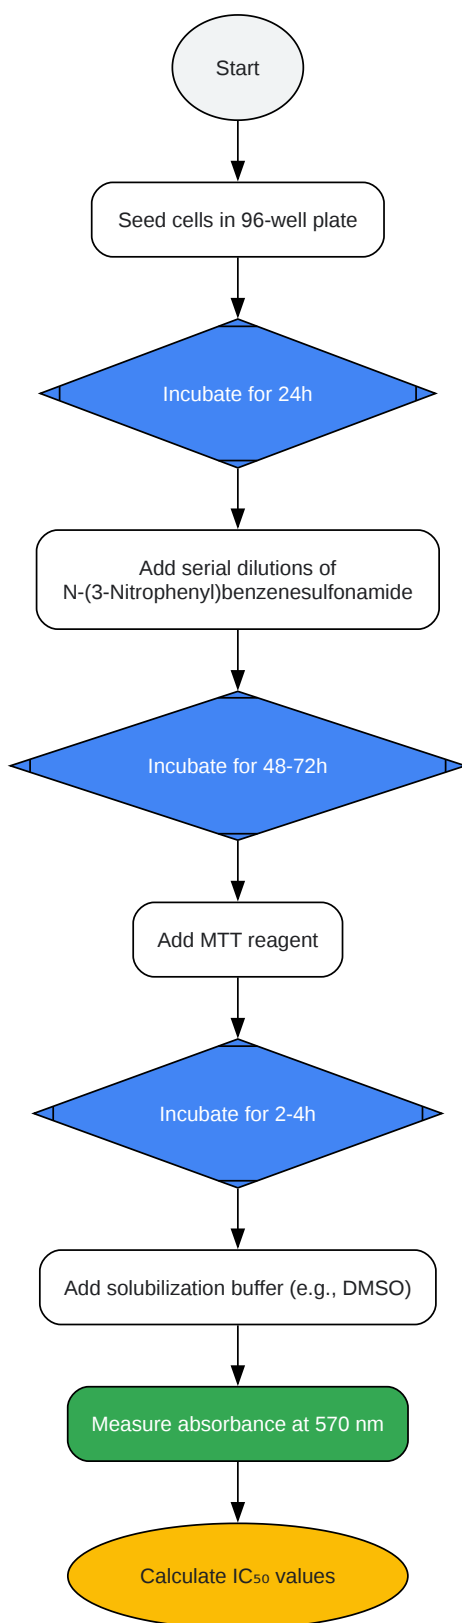 Start
Seed cells in 96-well plate
Incubate for 24h
Add serial dilutions of
N-(3-Nitrophenyl)benzenesulfonamide
Incubate for 48-72h
Add MTT reagent
Incubate for 2-4h
Add solubilization buffer (e.g., DMSO)
Measure absorbance at 570 nm
Calculate IC₅₀ values